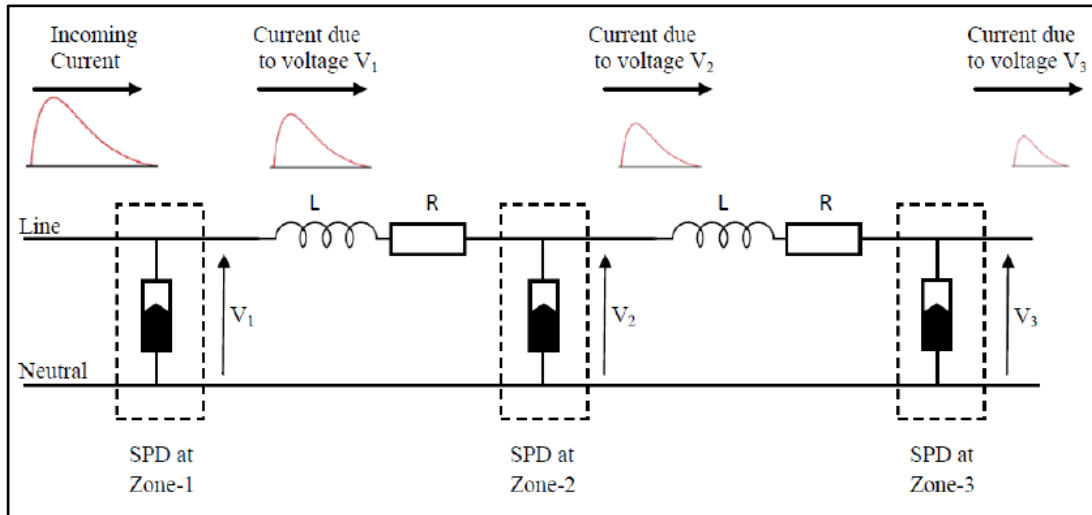 Incoming
Current
Current due
to voltage V₁
Current due
to voltage V₂
Current due
to voltage V₃
L
R
L
R
Line
V₁
V₂
V₃
Neutral
SPD at
Zone-1
SPD at
Zone-2
SPD at
Zone-3